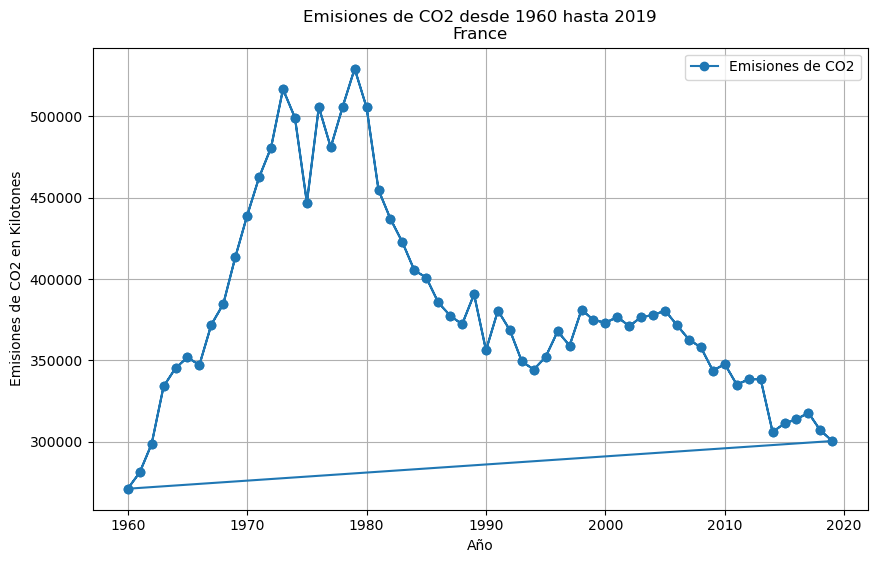 Emisiones de CO2 desde 1960 hasta 2019
France
Emisiones de CO2
Emisiones de CO2 en Kilotones
500000
450000
400000
350000
300000
1960 1970 1980 1990 2000 2010 2020
Año